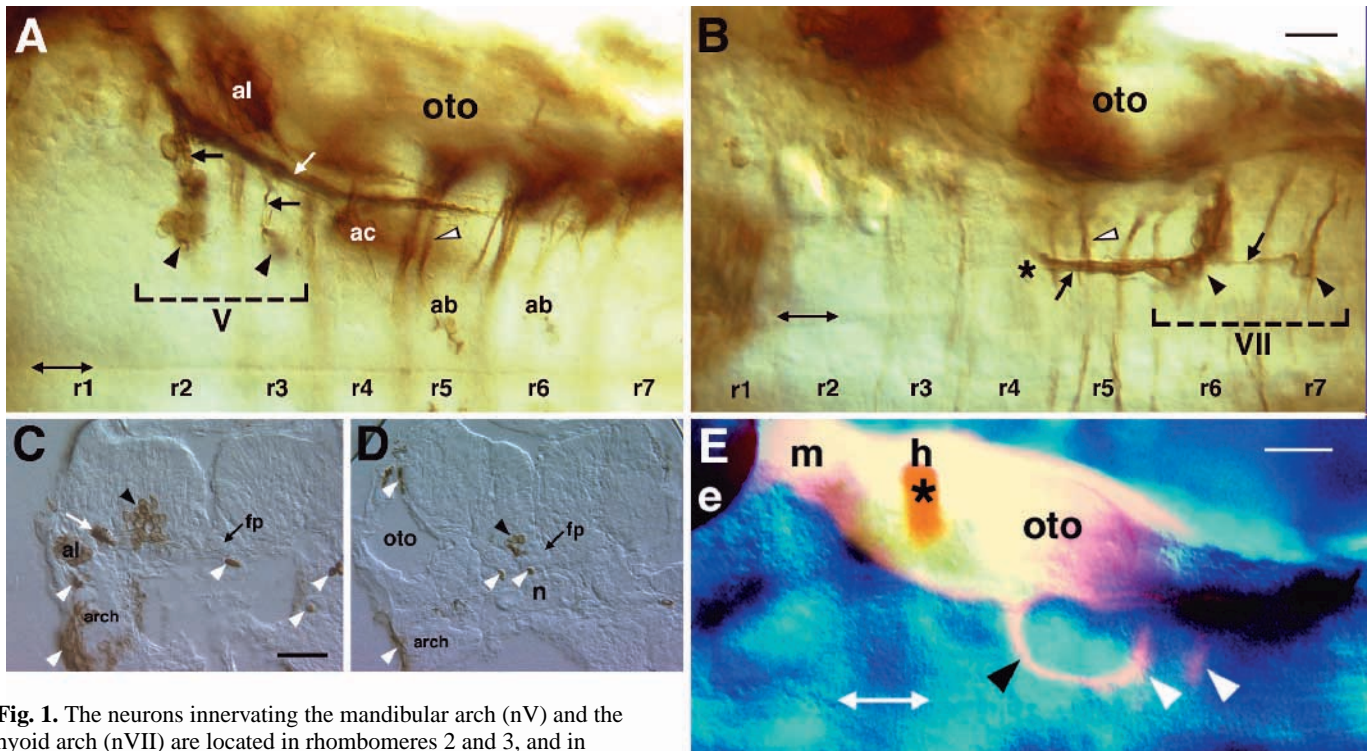 A
al
oto
ac
ab ab
V
r1 r2 r3 r4 r5 r6 r7
B
oto
*
VII
r1 r2 r3 r4 r5 r6 r7
C
fp
al
arch
D
oto
fp
n
arch
E
e
m h
*
oto
Fig. 1. The neurons innervating the mandibular arch (nV) and the
hyoid arch (nVII) are located in rhombomeres 2 and 3, and in